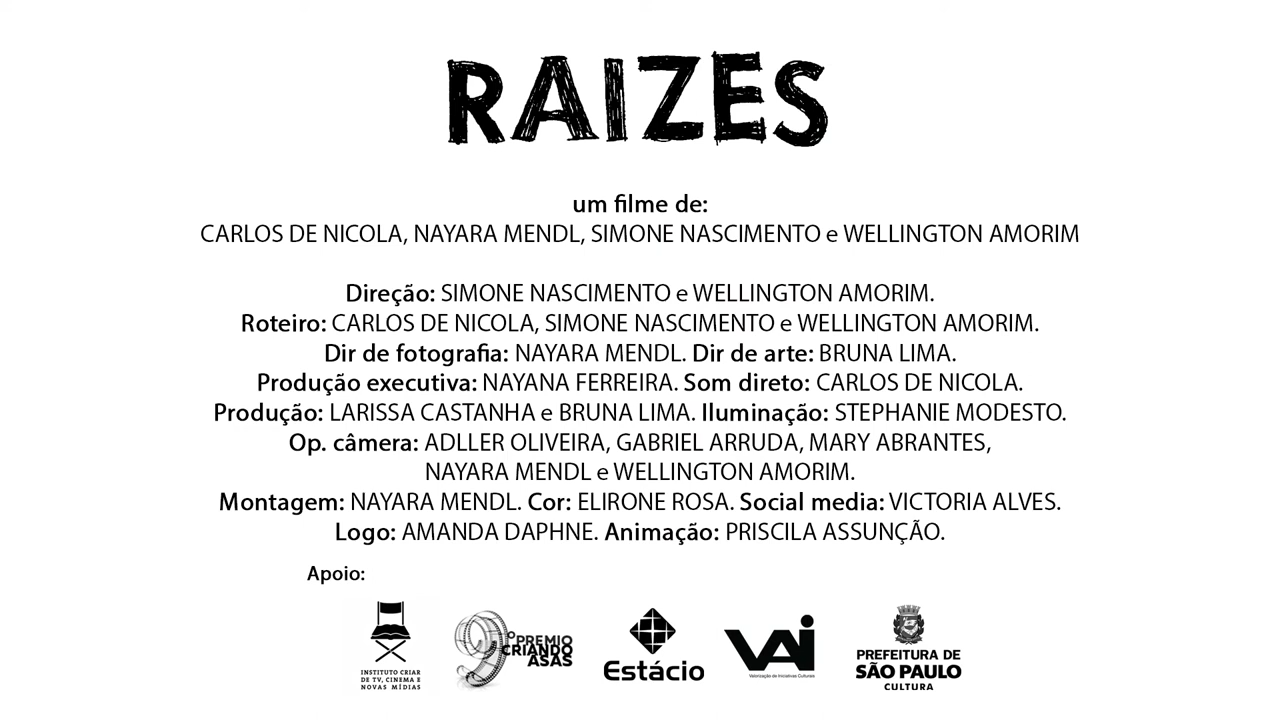 RAIZES
um filme de:
CARLOS DE NICOLA, NAYARA MENDL, SIMONE NASCIMENTO e WELLINGTON AMORIM
Direção: SIMONE NASCIMENTO e WELLINGTON AMORIM.
Roteiro: CARLOS DE NICOLA, SIMONE NASCIMENTO e WELLINGTON AMORIM.
Dir de fotografia: NAYARA MENDL. Dir de arte: BRUNA LIMA.
Produção executiva: NAYANA FERREIRA. Som direto: CARLOS DE NICOLA.
Produção: LARISSA CASTANHA e BRUNA LIMA. Iluminação: STEPHANIE MODESTO.
Op. câmera: ADLLER OLIVEIRA, GABRIEL ARRUDA, MARY ABRANTES,
NAYARA MENDL e WELLINGTON AMORIM.
Montagem: NAYARA MENDL. Cor: ELIRONE ROSA. Social media: VICTORIA ALVES.
Logo: AMANDA DAPHNE. Animação: PRISCILA ASSUNÇÃO.
Apoio:
INSTITUTO CRIAR
DE TV, CINEMA E
NOVAS MÍDIAS
9º PREMIO
CRIANDO
ASAS
Estácio
VAI
Valorização de Iniciativas Culturais
PREFEITURA DE
SÃO PAULO
CULTURA